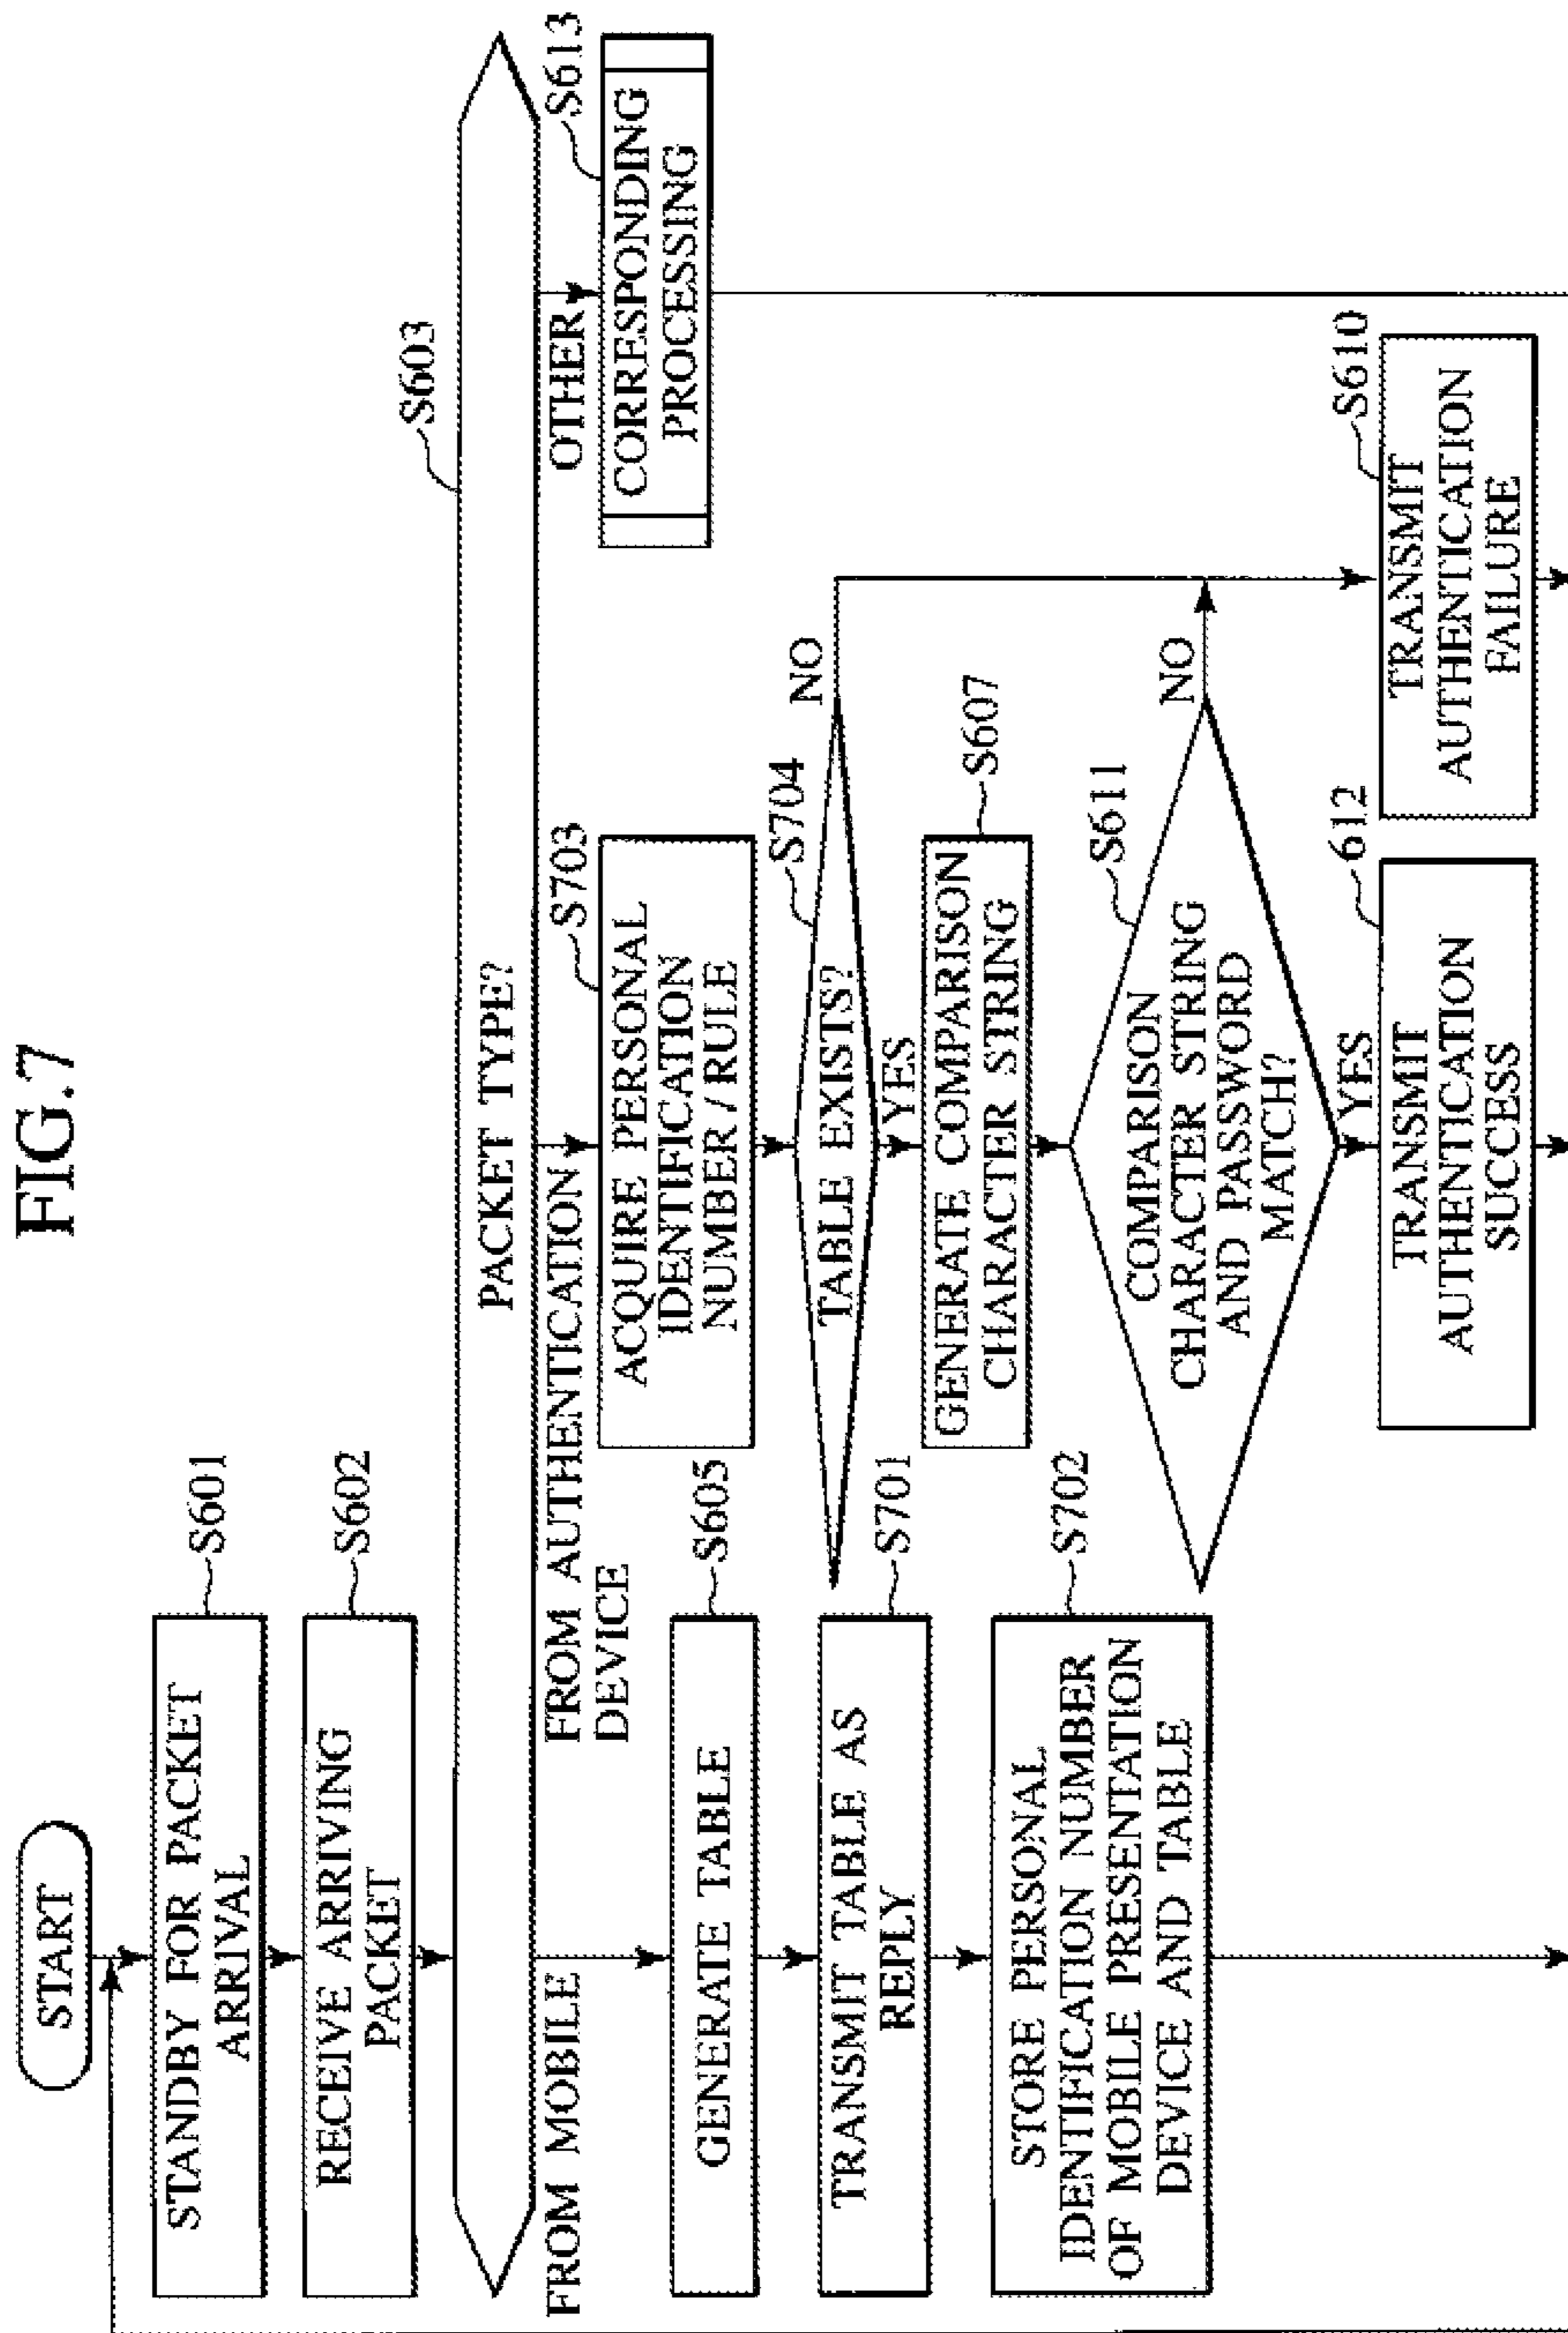 FIG.7
START
STANDBY FOR PACKET
ARRIVAL
S601
RECEIVE ARRIVING
PACKET
S602
PACKET TYPE?
S603
FROM MOBILE
GENERATE TABLE
S605
TRANSMIT TABLE AS
REPLY
S701
STORE PERSONAL
IDENTIFICATION NUMBER
OF MOBILE PRESENTATION
DEVICE AND TABLE
S702
FROM AUTHENTICATION
DEVICE
ACQUIRE PERSONAL
IDENTIFICATION
NUMBER / RULE
S703
TABLE EXISTS?
S704
NO
YES
GENERATE COMPARISON
CHARACTER STRING
S607
COMPARISON
CHARACTER STRING
AND PASSWORD
MATCH?
S611
NO
YES
TRANSMIT
AUTHENTICATION
SUCCESS
612
TRANSMIT
AUTHENTICATION
FAILURE
S610
OTHER
CORRESPONDING
PROCESSING
S613